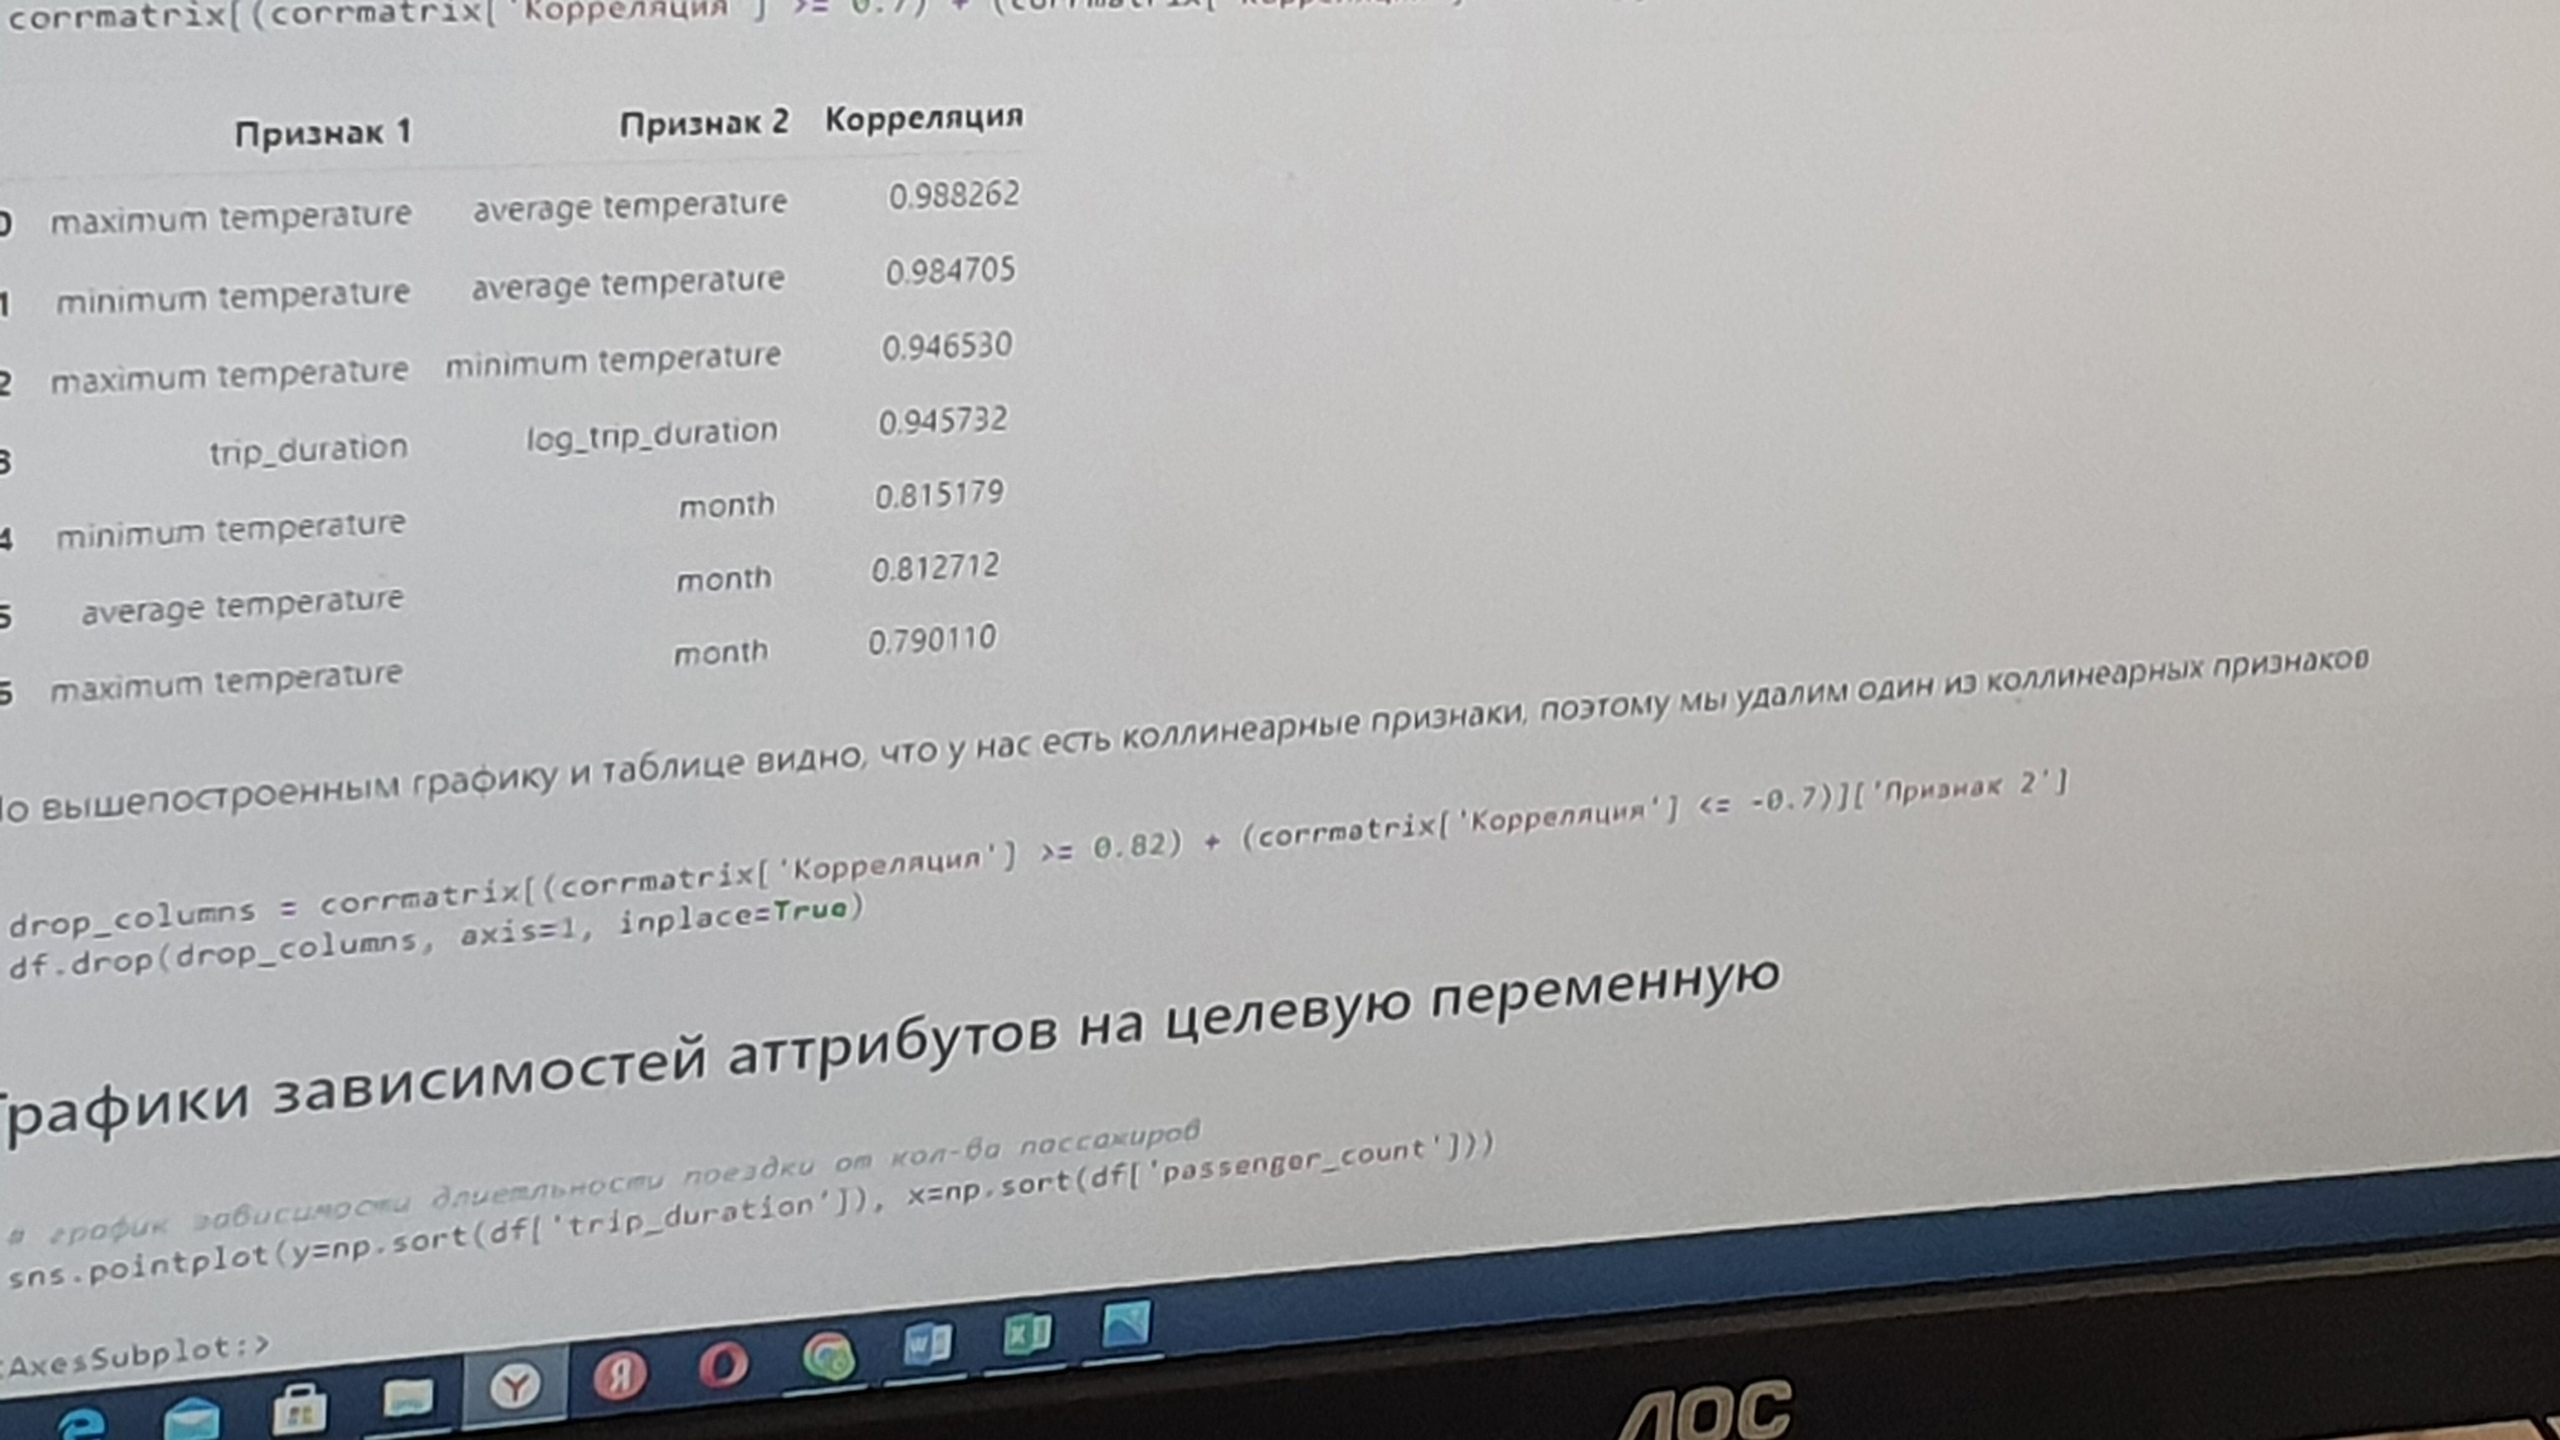 corrmatrix[(corrmatrix['Корреляция'] >= 0.7) + (corrmatrix['Корреляция']
Признак 1 Признак 2 Корреляция
0 maximum temperature average temperature 0.988262
1 minimum temperature average temperature 0.984705
2 maximum temperature minimum temperature 0.946530
3 trip_duration log_trip_duration 0.945732
4 minimum temperature month 0.815179
5 average temperature month 0.812712
6 maximum temperature month 0.790110
По вышепостроенным графику и таблице видно, что у нас есть коллинеарные признаки, поэтому мы удалим один из коллинеарных признаков
drop_columns = corrmatrix[(corrmatrix['Корреляция'] >= 0.82) + (corrmatrix['Корреляция'] <= -0.7)]['Признак 2']
df.drop(drop_columns, axis=1, inplace=True)
Графики зависимостей аттрибутов на целевую переменную
# график зависимости длиетльности поездки от кол-ва пассажиров
sns.pointplot(y=np.sort(df['trip_duration']), x=np.sort(df['passenger_count']))
<AxesSubplot:>
AOC